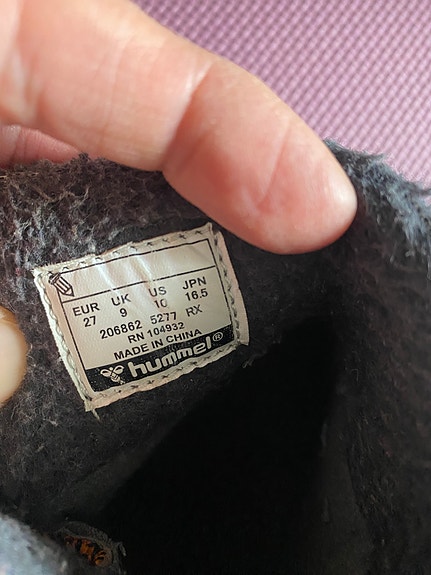 EUR UK US JPN
27 9 10 16.5
206862 5277 RX
RN 104932
MADE IN CHINA
hummel®